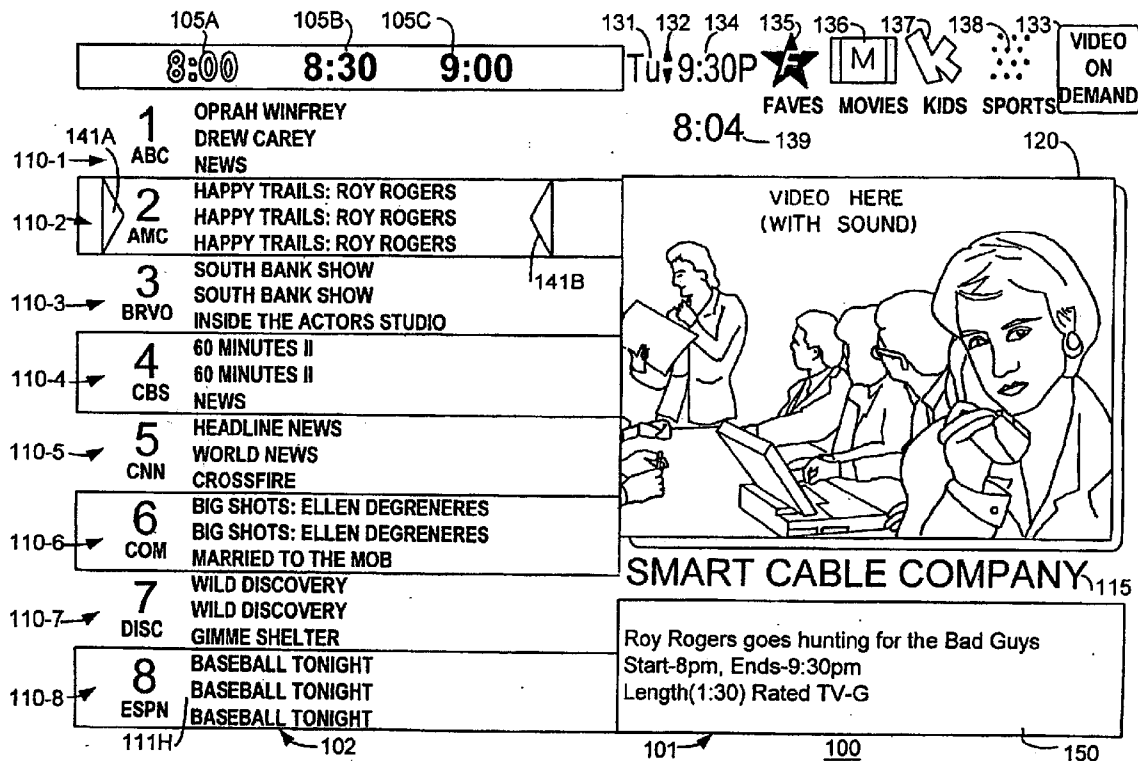 105A 105B 105C 131 132 134 135 136 137 138 133
8:00 8:30 9:00 Tu 9:30P F M K VIDEO ON DEMAND
FAVES MOVIES KIDS SPORTS
8:04 139
120
141A
110-1 1 ABC
OPRAH WINFREY
DREW CAREY
NEWS
110-2 2 AMC
HAPPY TRAILS: ROY ROGERS
HAPPY TRAILS: ROY ROGERS
HAPPY TRAILS: ROY ROGERS
141B
110-3 3 BRVO
SOUTH BANK SHOW
SOUTH BANK SHOW
INSIDE THE ACTORS STUDIO
110-4 4 CBS
60 MINUTES II
60 MINUTES II
NEWS
110-5 5 CNN
HEADLINE NEWS
WORLD NEWS
CROSSFIRE
110-6 6 COM
BIG SHOTS: ELLEN DEGRENERES
BIG SHOTS: ELLEN DEGRENERES
MARRIED TO THE MOB
110-7 7 DISC
WILD DISCOVERY
WILD DISCOVERY
GIMME SHELTER
110-8 8 ESPN
BASEBALL TONIGHT
BASEBALL TONIGHT
BASEBALL TONIGHT
111H 102
VIDEO HERE
(WITH SOUND)
SMART CABLE COMPANY 115
Roy Rogers goes hunting for the Bad Guys
Start-8pm, Ends-9:30pm
Length(1:30) Rated TV-G
101 100 150